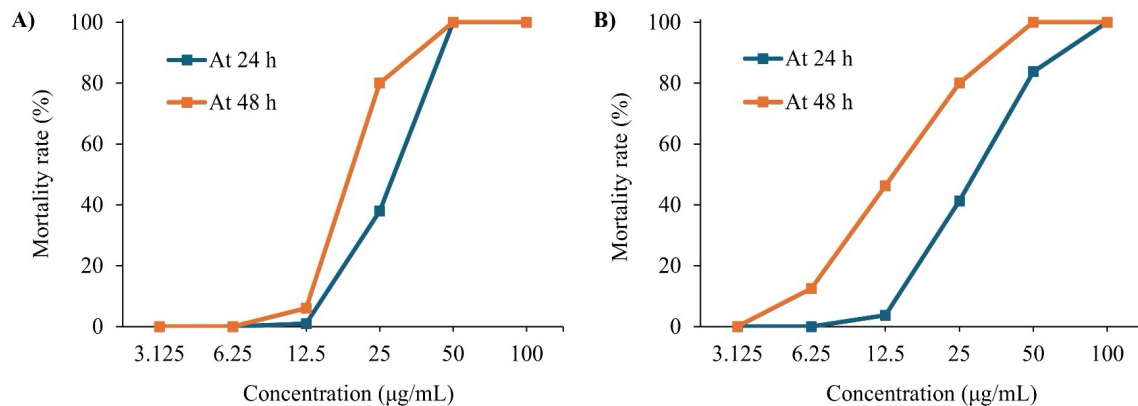 A)
Mortality rate (%)
100
80
60
40
20
0
At 24 h
At 48 h
3.125 6.25 12.5 25 50 100
Concentration (μg/mL)
B)
Mortality rate (%)
100
80
60
40
20
0
At 24 h
At 48 h
3.125 6.25 12.5 25 50 100
Concentration (μg/mL)